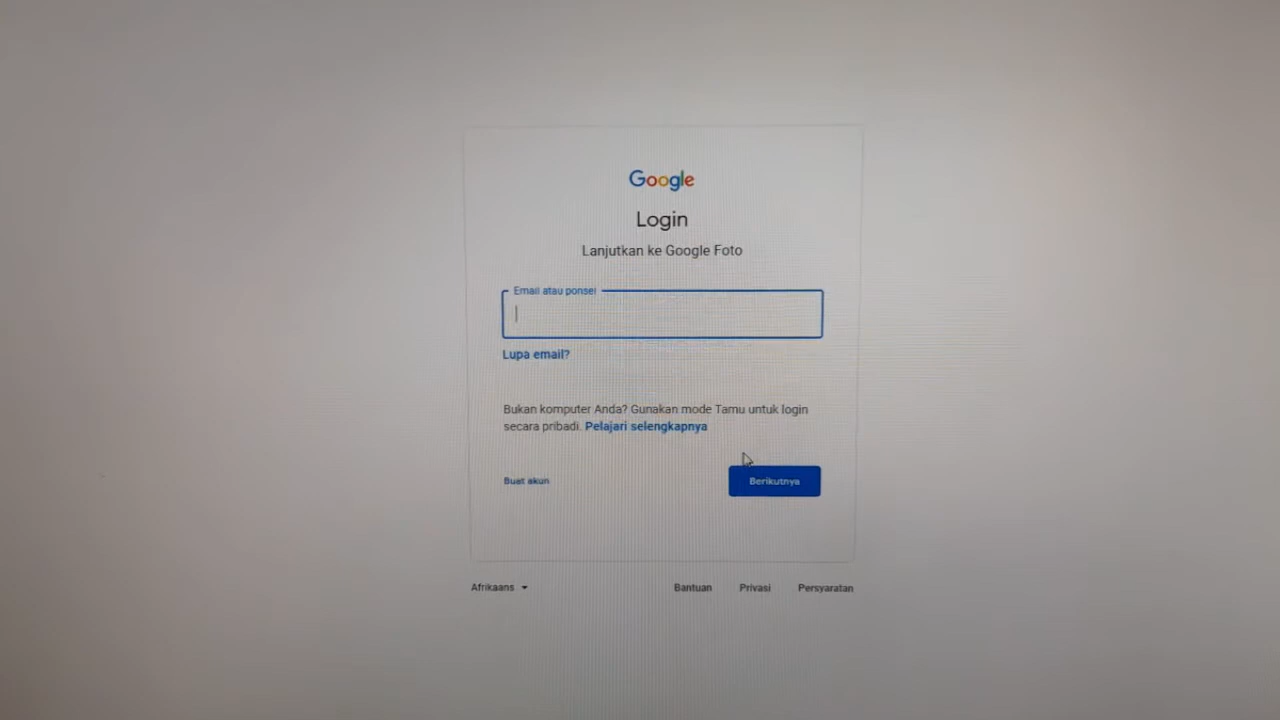 Google
Login
Lanjutkan ke Google Foto
Email atau ponsel
Lupa email?
Bukan komputer Anda? Gunakan mode Tamu untuk login
secara pribadi. Pelajari selengkapnya
Buat akun
Berikutnya
Afrikaans
Bantuan
Privasi
Persyaratan